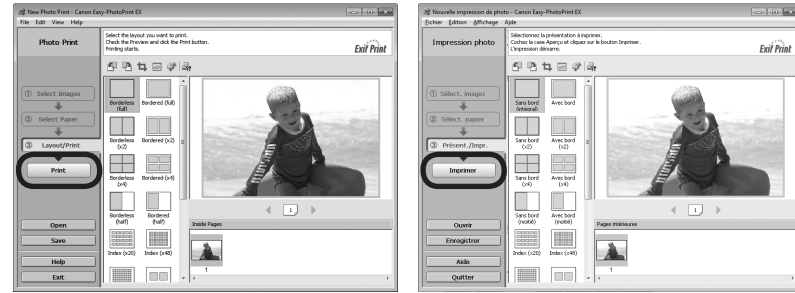 New Photo Print - Canon Easy-PhotoPrint EX
File Edit View Help
Photo Print
Select the layout you want to print.
Check the Preview and click the Print button.
Printing starts.
Exif Print
① Select Images
② Select Paper
③ Layout/Print
Print
Open
Save
Help
Exit
Borderless (full)
Bordered (full)
Borderless (x2)
Bordered (x2)
Borderless (x4)
Bordered (x4)
Borderless (half)
Bordered (half)
Index (x20)
Index (x48)
1
Inside Pages
1
Nouvelle impression de photo - Canon Easy-PhotoPrint EX
Fichier Edition Affichage Aide
Impression photo
Sélectionnez la présentation à imprimer.
Cochez la case Aperçu et cliquez sur le bouton Imprimer.
L'impression démarre.
Exif Print
① Sélect. images
② Sélect. papier
③ Présent./Impr.
Imprimer
Ouvrir
Enregistrer
Aide
Quitter
Sans bord (intégral)
Avec bord
Sans bord (x2)
Avec bord (x2)
Sans bord (x4)
Avec bord (x4)
Sans bord (moitié)
Avec bord (moitié)
Index (x20)
Index (x48)
1
Pages intérieures
1